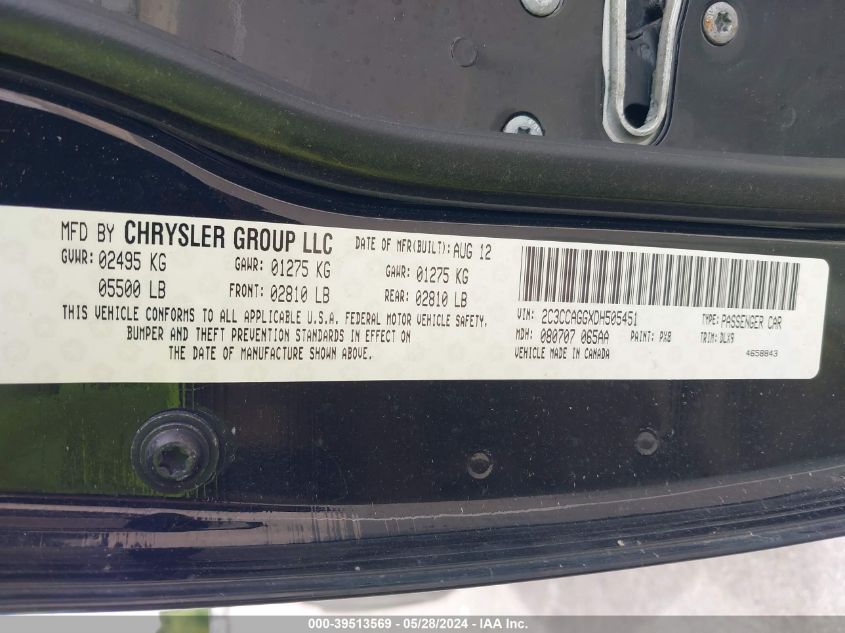 MFD BY CHRYSLER GROUP LLC DATE OF MFR(BUILT): AUG 12
GVWR: 02495 KG GAWR: 01275 KG GAWR: 01275 KG
05500 LB FRONT: 02810 LB REAR: 02810 LB
THIS VEHICLE CONFORMS TO ALL APPLICABLE U.S.A. FEDERAL MOTOR VEHICLE SAFETY,
BUMPER AND THEFT PREVENTION STANDARDS IN EFFECT ON
THE DATE OF MANUFACTURE SHOWN ABOVE.
VIN: 2C3CCAGGXDH505451 TYPE: PASSENGER CAR
MDH: 080707 065AA PAINT: PX8 TRIM: DLX9
VEHICLE MADE IN CANADA 4658843
000-39513569 - 05/28/2024 - IAA Inc.